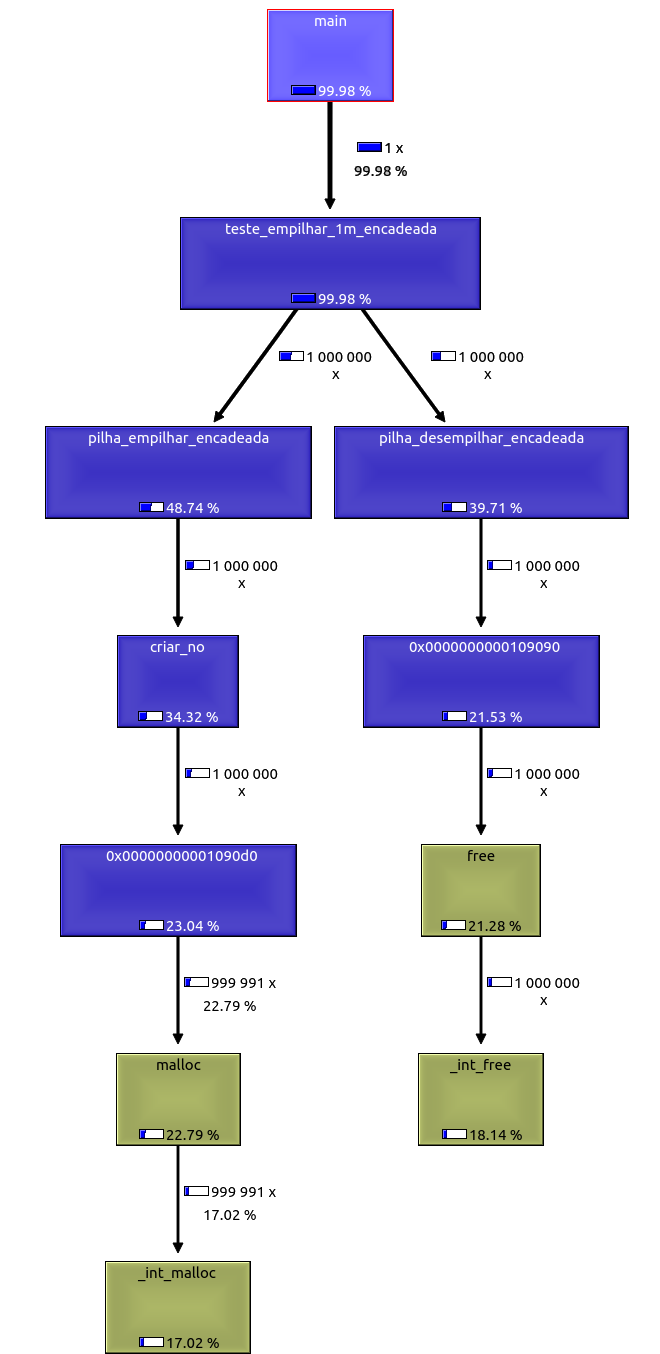 main
99.98 %
1 x
99.98 %
teste_empilhar_1m_encadeada
99.98 %
1 000 000
x
1 000 000
x
pilha_empilhar_encadeada
48.74 %
pilha_desempilhar_encadeada
39.71 %
1 000 000
x
1 000 000
x
criar_no
34.32 %
0x0000000000109090
21.53 %
1 000 000
x
1 000 000
x
0x00000000001090d0
23.04 %
free
21.28 %
999 991 x
22.79 %
1 000 000
x
malloc
22.79 %
_int_free
18.14 %
999 991 x
17.02 %
_int_malloc
17.02 %